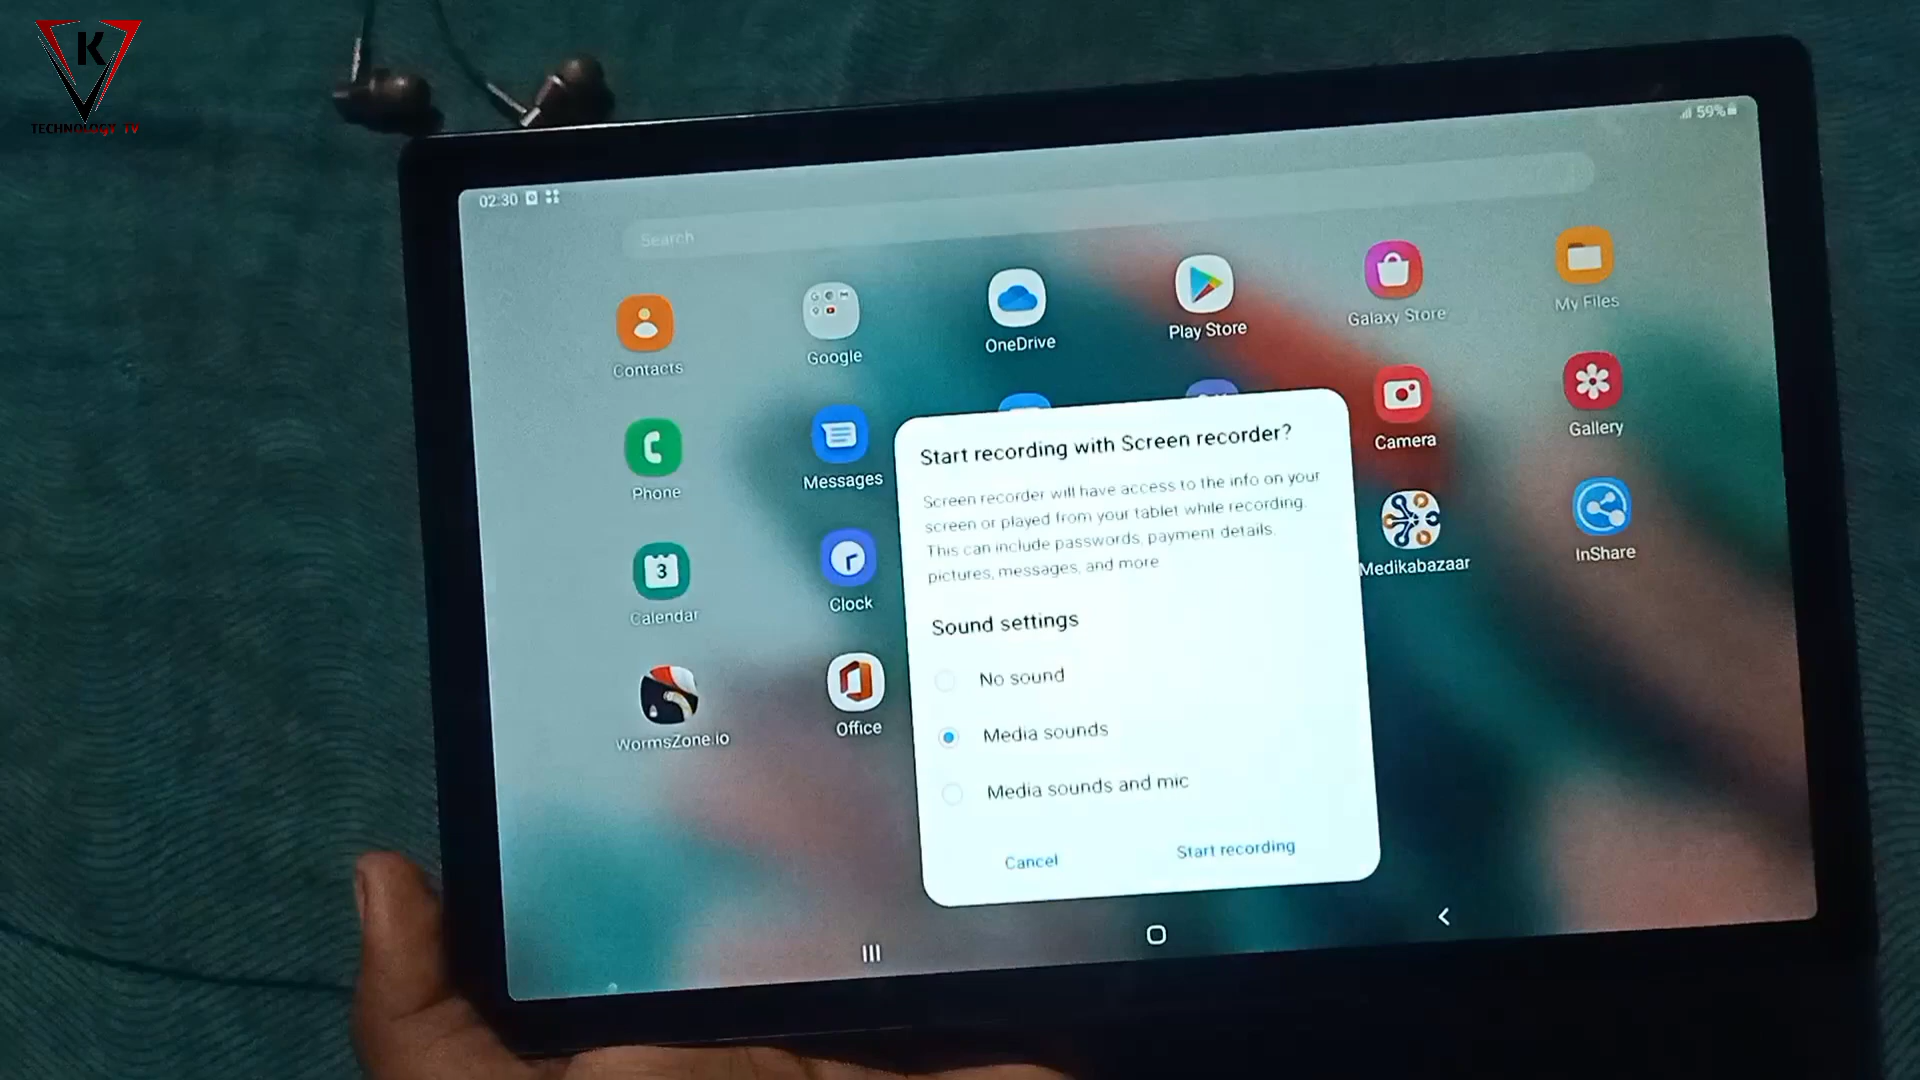 K
TECHNOLOGY TV
02:30
59%
Search
Contacts
Google
OneDrive
Play Store
Galaxy Store
My Files
Phone
Messages
Camera
Gallery
3
Calendar
Clock
Medikabazaar
InShare
WormsZone.io
Office
Start recording with Screen recorder?
Screen recorder will have access to the info on your
screen or played from your tablet while recording.
This can include passwords, payment details,
pictures, messages, and more
Sound settings
No sound
Media sounds
Media sounds and mic
Cancel
Start recording